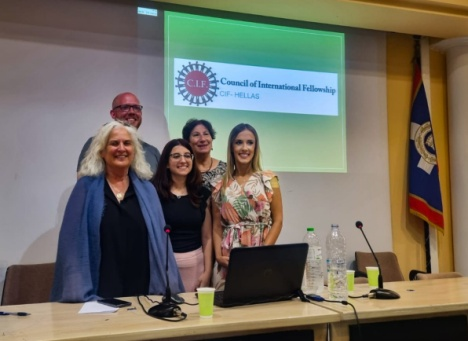 C.I.F.
Council of International Fellowship
CIF- HELLAS